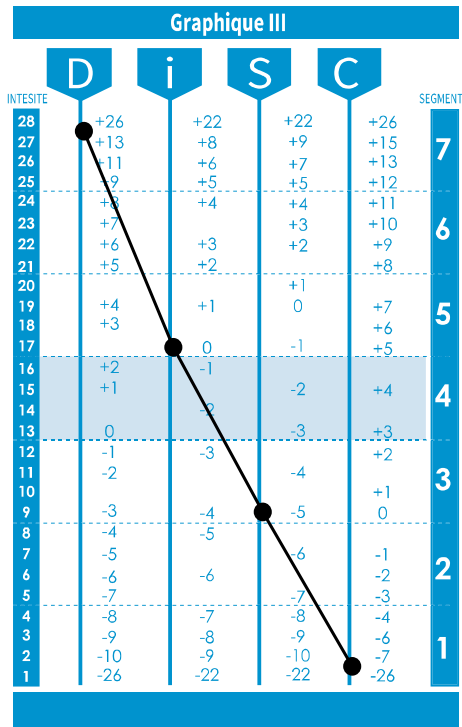 Graphique III
D i S C
INTESITE SEGMENT
28 +26 +22 +22 +26
27 +13 +8 +9 +15 7
26 +11 +6 +7 +13
25 +9 +5 +5 +12
24 +8 +4 +4 +11
23 +7 +3 +10 6
22 +6 +3 +2 +9
21 +5 +2 +8
20 +1
19 +4 +1 0 +7 5
18 +3 +6
17 0 -1 +5
16 +2 -1
15 +1 -2 +4 4
14 -2
13 0 -3 +3
12 -1 -3 +2
11 -2 -4 3
10 +1
9 -3 -4 -5 0
8 -4 -5
7 -5 -6 -1 2
6 -6 -6 -2
5 -7 -7 -3
4 -8 -7 -8 -4
3 -9 -8 -9 -6 1
2 -10 -9 -10 -7
1 -26 -22 -22 -26